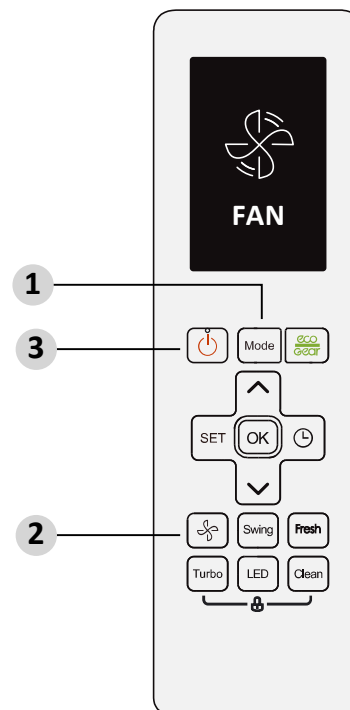 FAN
1
3
Mode
eco
Gear
SET
OK
2
Swing
Fresh
Turbo
LED
Clean